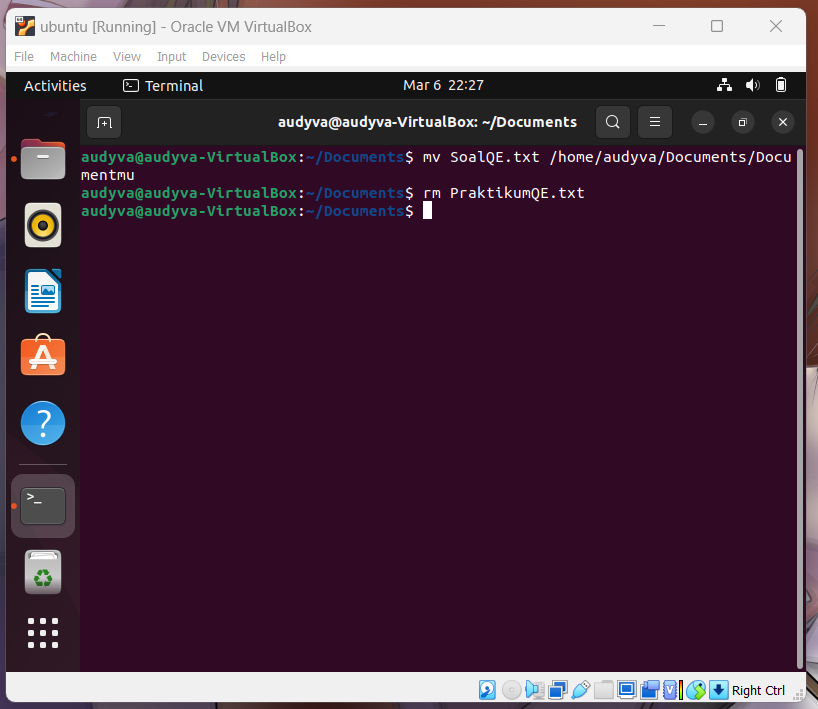 ubuntu [Running] - Oracle VM VirtualBox
File Machine View Input Devices Help
Activities Terminal Mar 6 22:27
audyva@audyva-VirtualBox: ~/Documents
audyva@audyva-VirtualBox:~/Documents$ mv SoalQE.txt /home/audyva/Documents/Docu
mentmu
audyva@audyva-VirtualBox:~/Documents$ rm PraktikumQE.txt
audyva@audyva-VirtualBox:~/Documents$
Right Ctrl